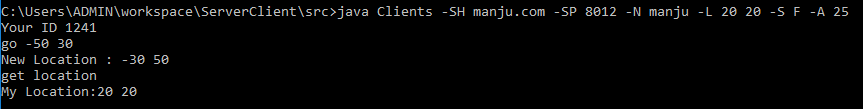 C:\Users\ADMIN\workspace\ServerClient\src>java Clients -SH manju.com -SP 8012 -N manju -L 20 20 -S F -A 25
Your ID 1241
go -50 30
New Location : -30 50
get location
My Location:20 20